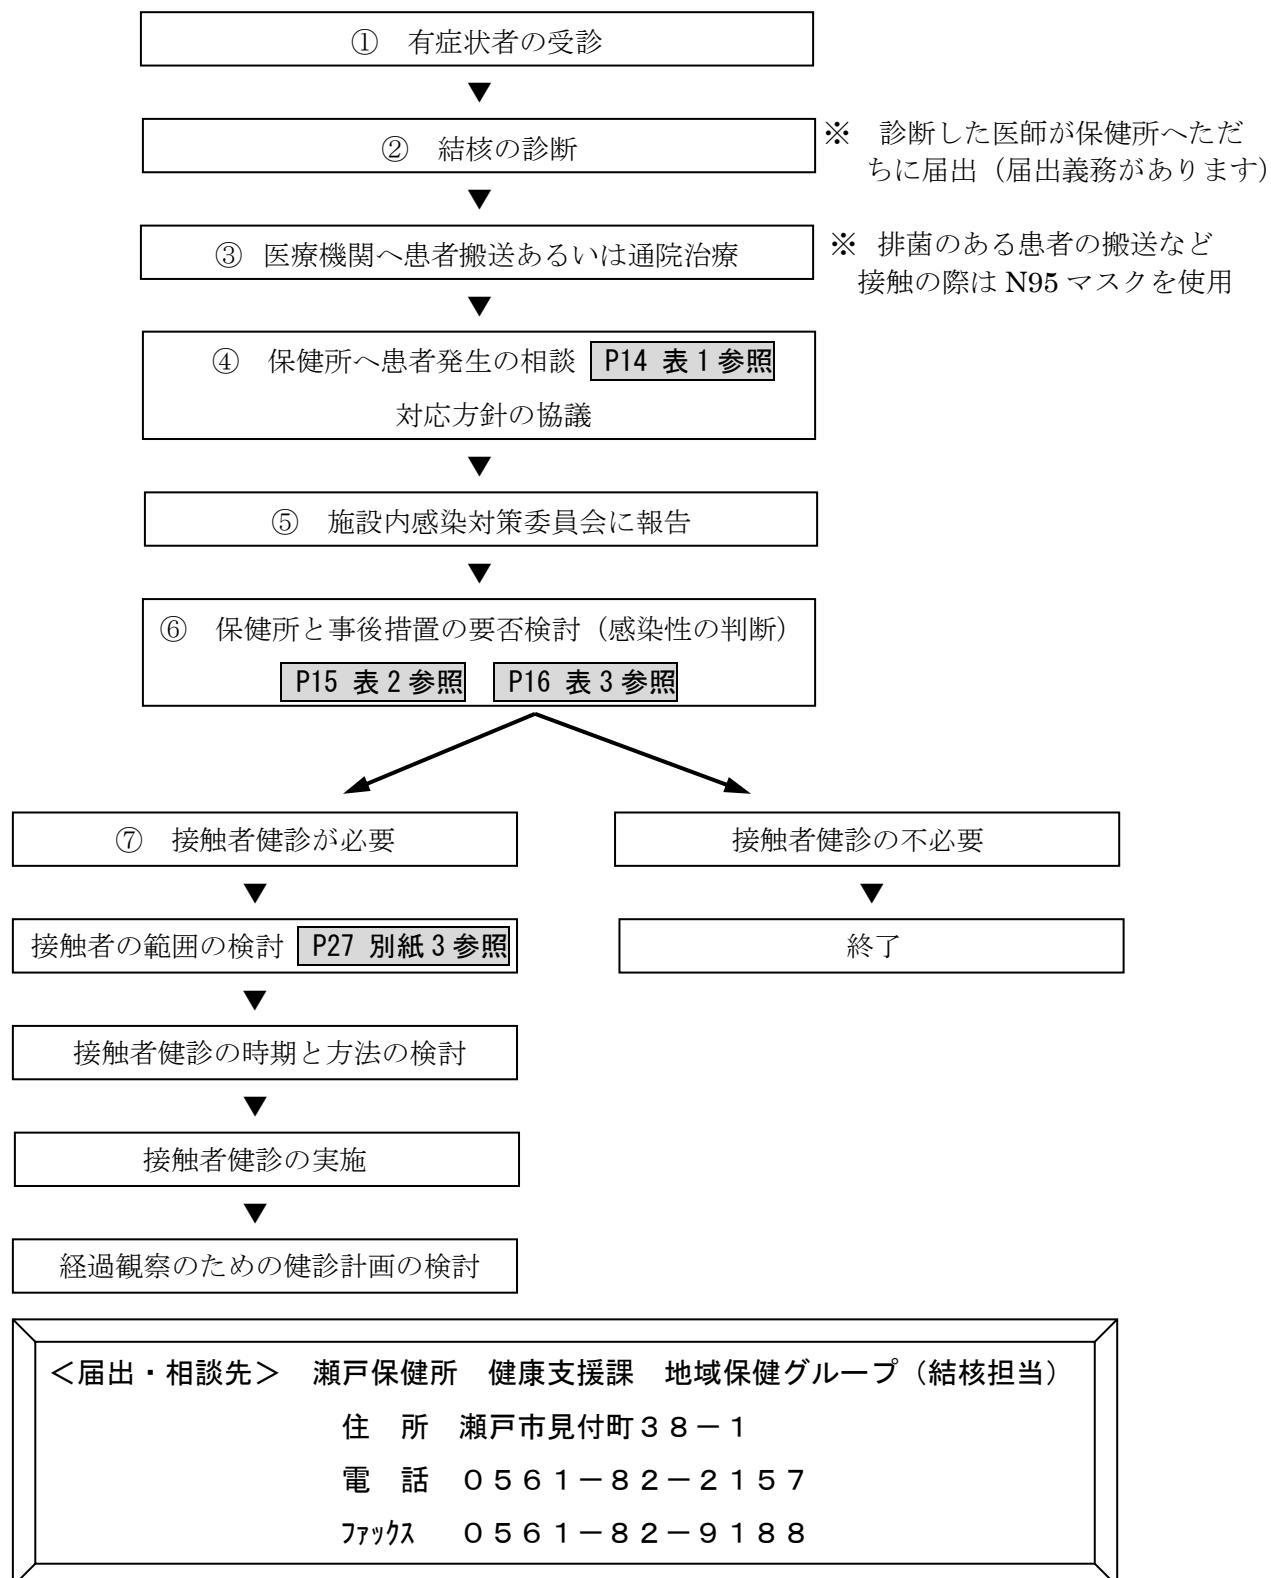 ① 有症状者の受診
▼
② 結核の診断
※ 診断した医師が保健所へただ
ちに届出（届出義務があります）
▼
③ 医療機関へ患者搬送あるいは通院治療
※ 排菌のある患者の搬送など
接触の際は N95 マスクを使用
▼
④ 保健所へ患者発生の相談 P14 表1参照
対応方針の協議
▼
⑤ 施設内感染対策委員会に報告
▼
⑥ 保健所と事後措置の要否検討（感染性の判断）
P15 表2参照 P16 表3参照
⑦ 接触者健診が必要
接触者健診の不必要
▼ ▼
接触者の範囲の検討 P27 別紙3参照
終了
▼
接触者健診の時期と方法の検討
▼
接触者健診の実施
▼
経過観察のための健診計画の検討
＜届出・相談先＞ 瀬戸保健所 健康支援課 地域保健グループ（結核担当）
住 所 瀬戸市見付町３８－１
電 話 ０５６１－８２－２１５７
ﾌｧｯｸｽ ０５６１－８２－９１８８